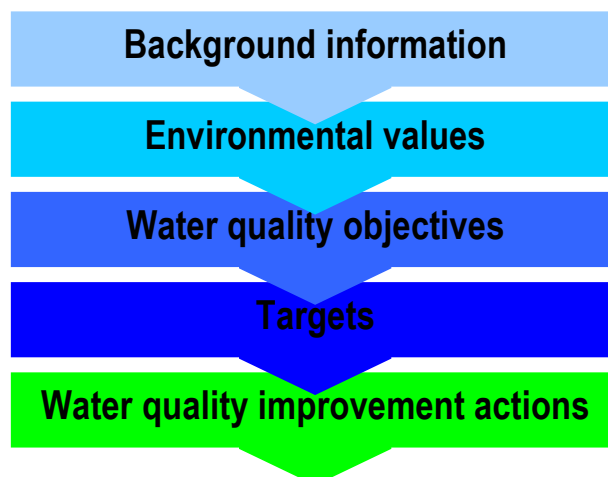 Background information
Environmental values
Water quality objectives
Targets
Water quality improvement actions